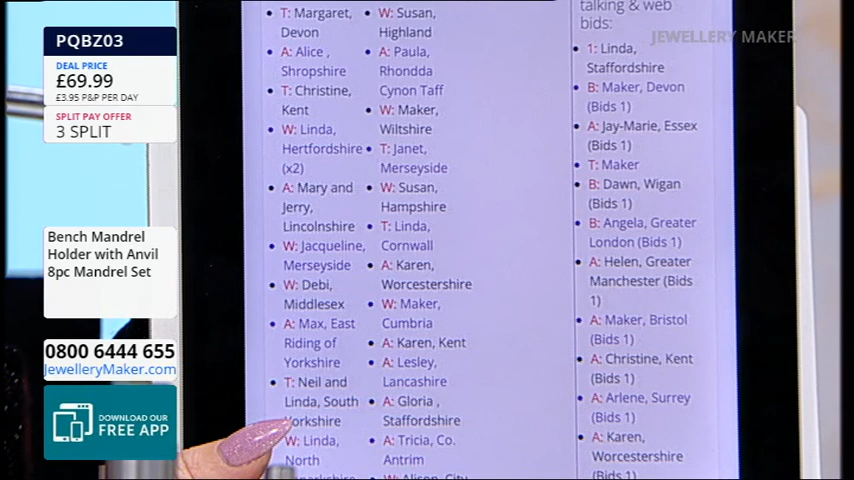 PQBZ03
DEAL PRICE
£69.99
£3.95 P&P PER DAY
SPLIT PAY OFFER
3 SPLIT
Bench Mandrel
Holder with Anvil
8pc Mandrel Set
0800 6444 655
JewelleryMaker.com
DOWNLOAD OUR
FREE APP
T: Margaret,
Devon
A: Alice ,
Shropshire
T: Christine,
Kent
W: Linda,
Hertfordshire
(x2)
A: Mary and
Jerry,
Lincolnshire
W: Jacqueline,
Merseyside
W: Debi,
Middlesex
A: Max, East
Riding of
Yorkshire
T: Neil and
Linda, South
Yorkshire
W: Linda,
North
W: Susan,
Highland
A: Paula,
Rhondda
Cynon Taff
W: Maker,
Wiltshire
T: Janet,
Merseyside
W: Susan,
Hampshire
T: Linda,
Cornwall
A: Karen,
Worcestershire
W: Maker,
Cumbria
A: Karen, Kent
A: Lesley,
Lancashire
A: Gloria ,
Staffordshire
A: Tricia, Co.
Antrim
W: Alison, City
talking & web
bids:
1: Linda,
Staffordshire
B: Maker, Devon
(Bids 1)
A: Jay-Marie, Essex
(Bids 1)
T: Maker
B: Dawn, Wigan
(Bids 1)
B: Angela, Greater
London (Bids 1)
A: Helen, Greater
Manchester (Bids
1)
A: Maker, Bristol
(Bids 1)
A: Christine, Kent
(Bids 1)
A: Arlene, Surrey
(Bids 1)
A: Karen,
Worcestershire
(Bids 1)
JEWELLERY MAKER